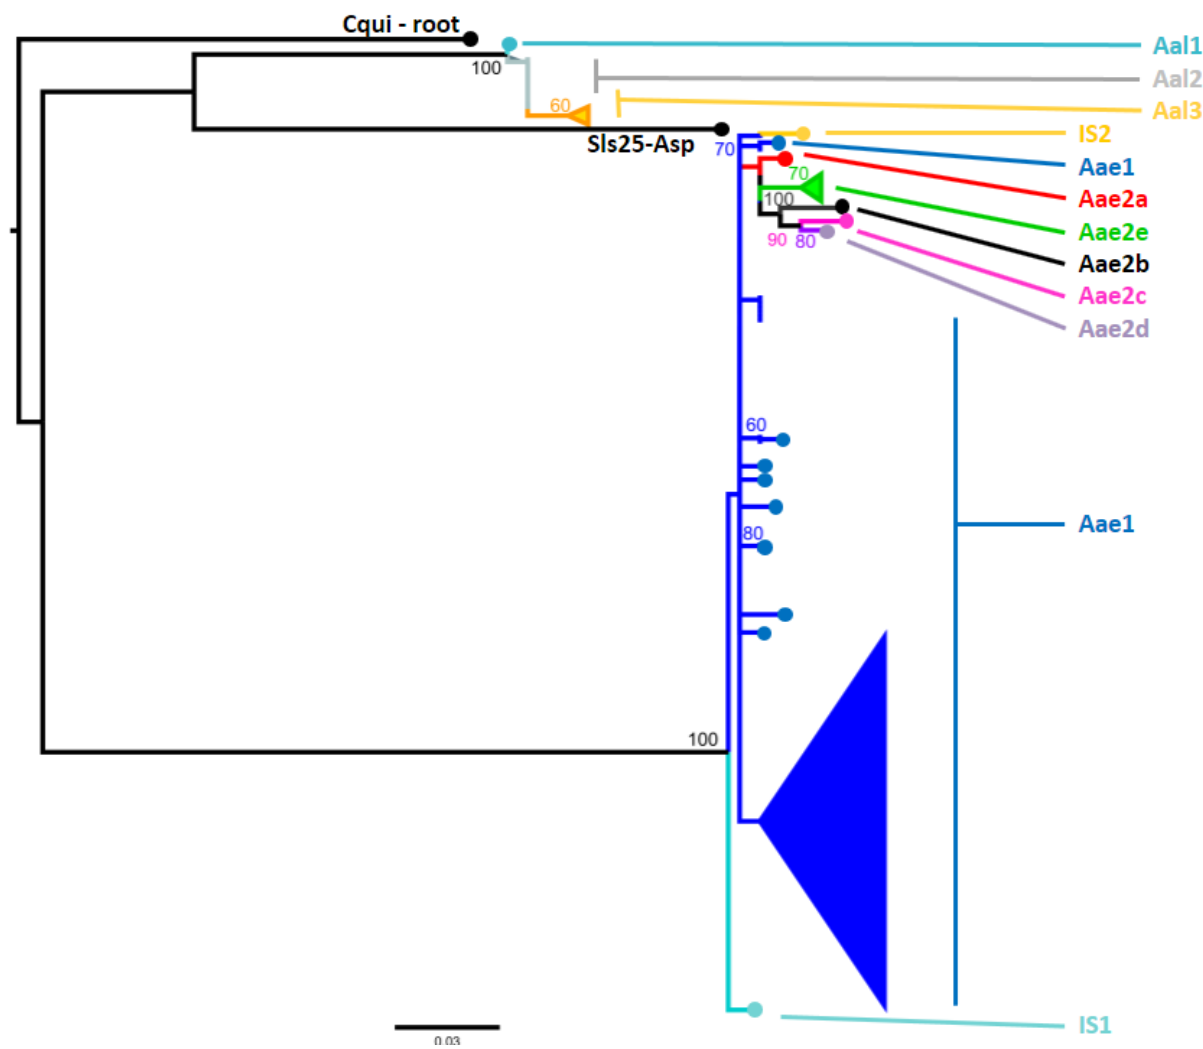 Cqui - root
Aal1
100
Aal2
60
Aal3
Sls25-Asp
IS2
70
Aae1
70
Aae2a
100
Aae2e
90 80
Aae2b
Aae2c
Aae2d
60
80
Aae1
100
IS1
0.03